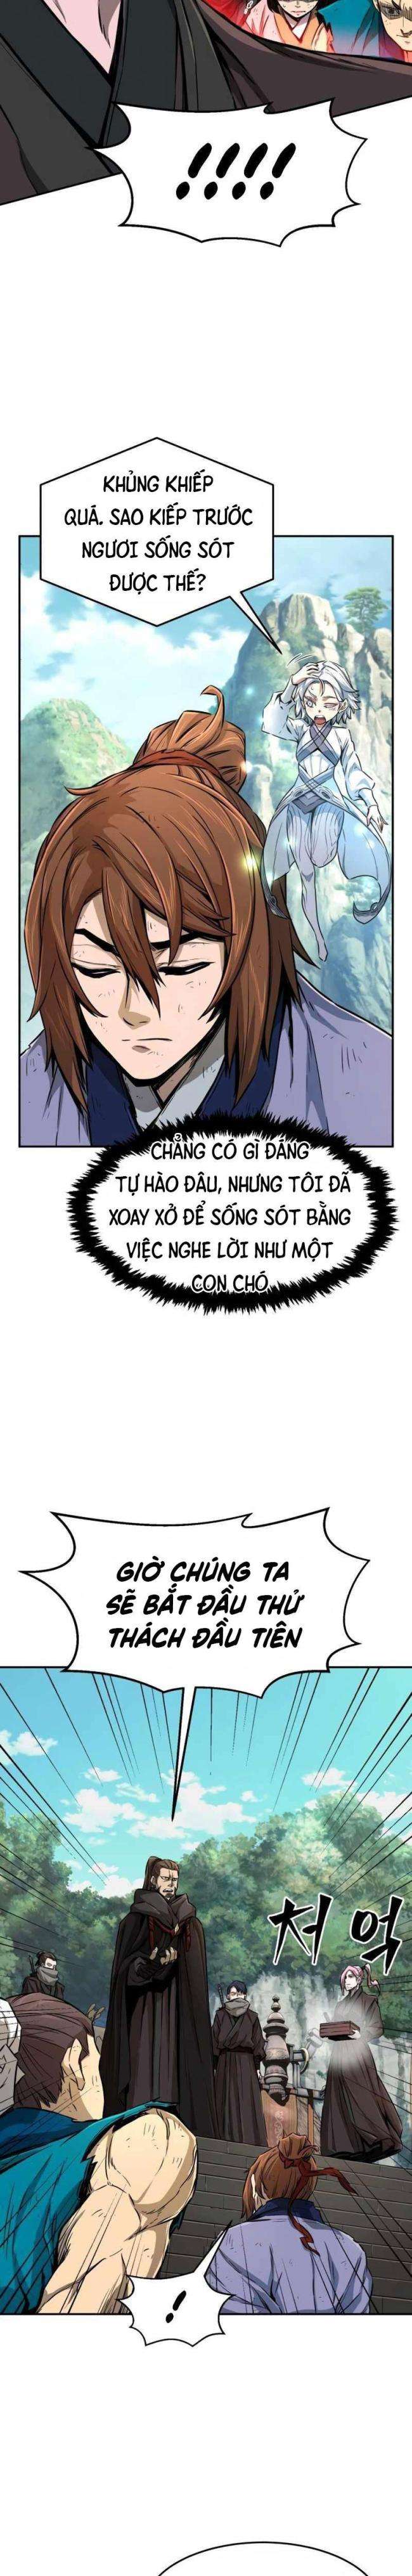 !!!!
KHỦNG KHIẾP
QUÁ. SAO KIẾP TRƯỚC
NGƯƠI SỐNG SÓT
ĐƯỢC THẾ?
CHẲNG CÓ GÌ ĐÁNG
TỰ HÀO ĐÂU, NHƯNG TÔI ĐÃ
XOAY XỞ ĐỂ SỐNG SÓT BẰNG
VIỆC NGHE LỜI NHƯ MỘT
CON CHÓ
GIỜ CHÚNG TA
SẼ BẮT ĐẦU THỬ
THÁCH ĐẦU TIÊN
저억
!